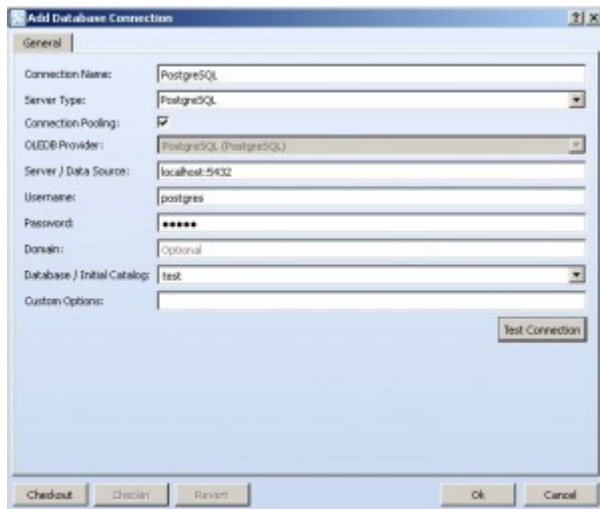 Add Database Connection
General
Connection Name: PostgreSQL
Server Type: PostgreSQL
Connection Pooling:
OLEDB Provider: PostgreSQL (PostgreSQL)
Server / Data Source: localhost:5432
Username: postgres
Password: •••••
Domain: Optional
Database / Initial Catalog: test
Custom Options:
Test Connection
Checkout Checkin Revert Ok Cancel